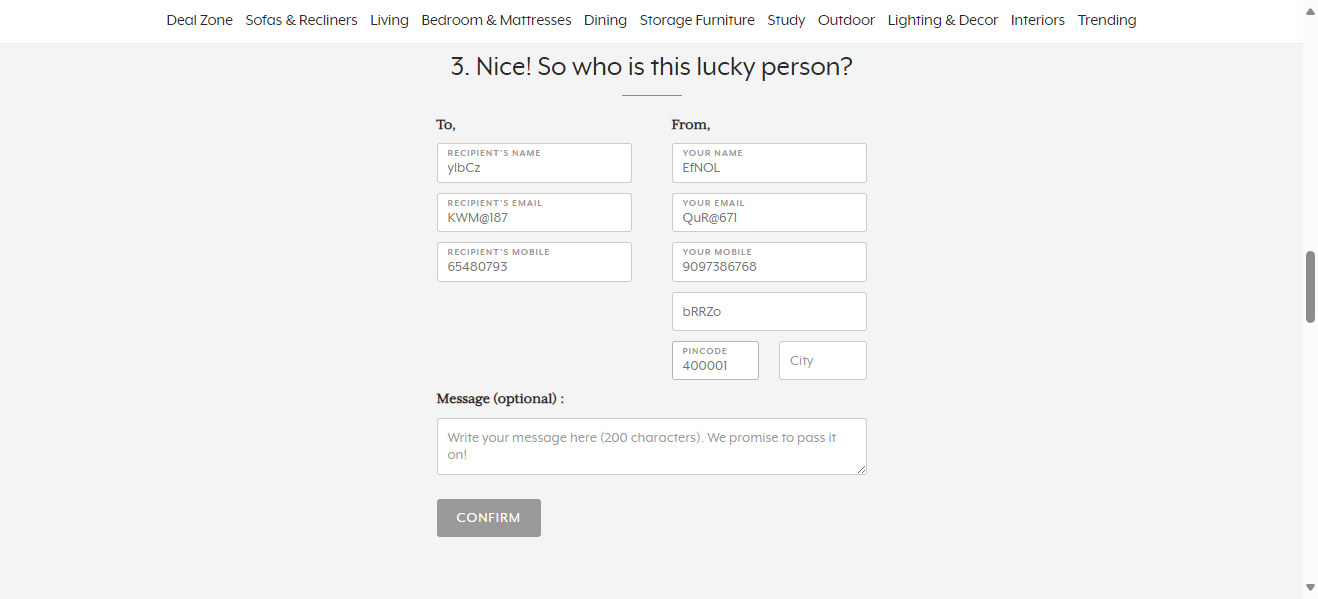 Deal Zone Sofas & Recliners Living Bedroom & Mattresses Dining Storage Furniture Study Outdoor Lighting & Decor Interiors Trending
3. Nice! So who is this lucky person?
To,
From,
RECIPIENT'S NAME
yIbCz
YOUR NAME
EfNOL
RECIPIENT'S EMAIL
KWM@187
YOUR EMAIL
QuR@671
RECIPIENT'S MOBILE
65480793
YOUR MOBILE
9097386768
bRRZo
PINCODE
400001
City
Message (optional) :
Write your message here (200 characters). We promise to pass it
on!
CONFIRM